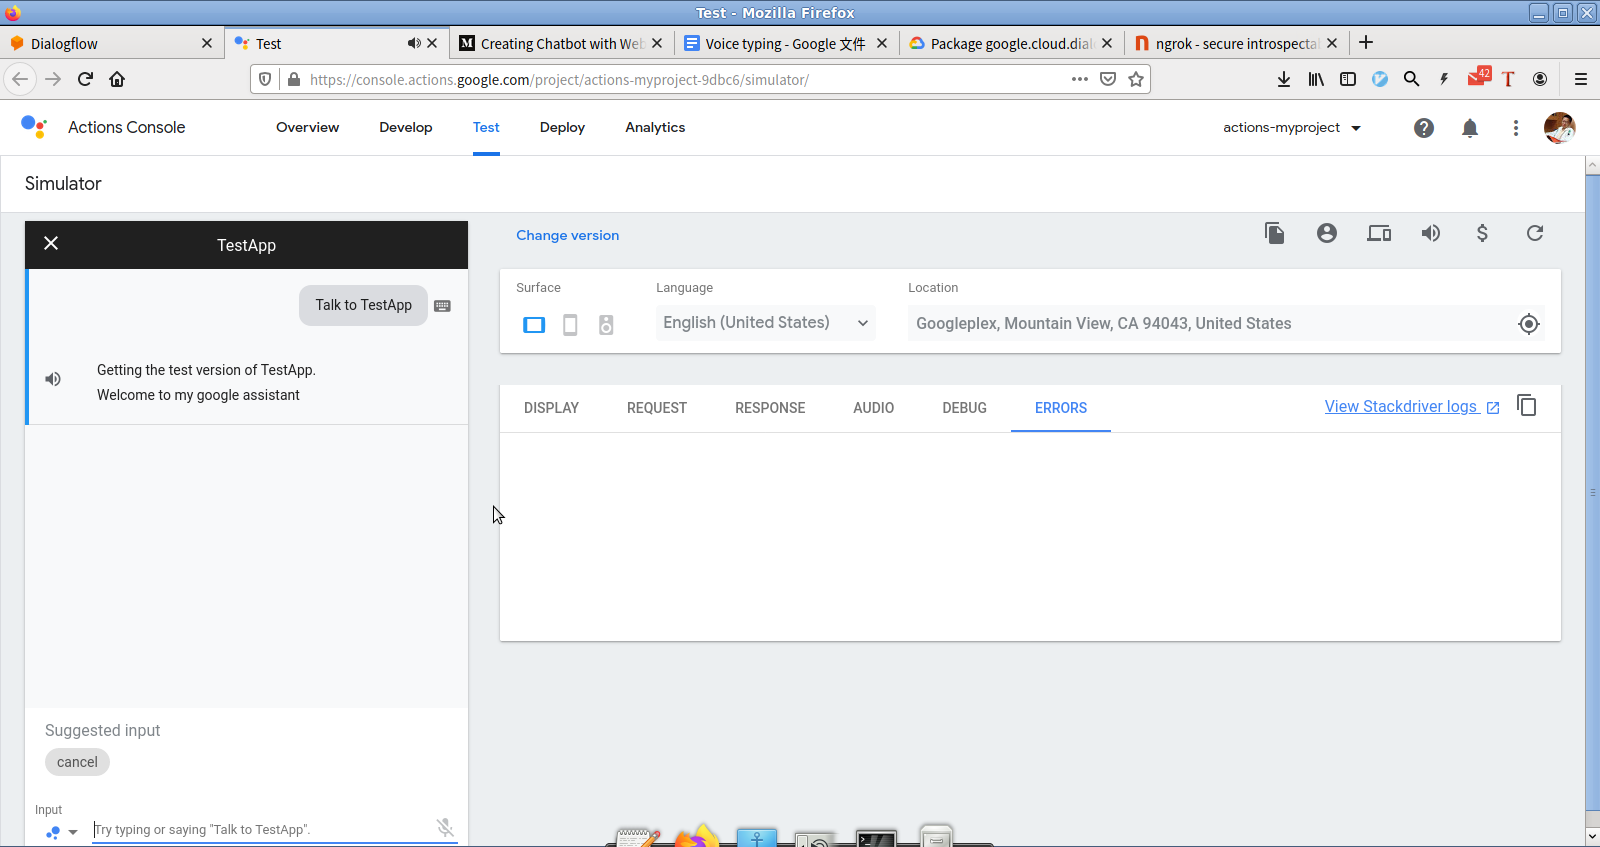 Test - Mozilla Firefox
Dialogflow
Test
Creating Chatbot with Web
Voice typing - Google 文件
Package google.cloud.dial
ngrok - secure introspecta
https://console.actions.google.com/project/actions-myproject-9dbc6/simulator/
42
Actions Console
Overview
Develop
Test
Deploy
Analytics
actions-myproject
Simulator
TestApp
Change version
Talk to TestApp
Getting the test version of TestApp.
Welcome to my google assistant
Surface
Language
Location
English (United States)
Googleplex, Mountain View, CA 94043, United States
DISPLAY
REQUEST
RESPONSE
AUDIO
DEBUG
ERRORS
View Stackdriver logs
Suggested input
cancel
Input
Try typing or saying "Talk to TestApp".